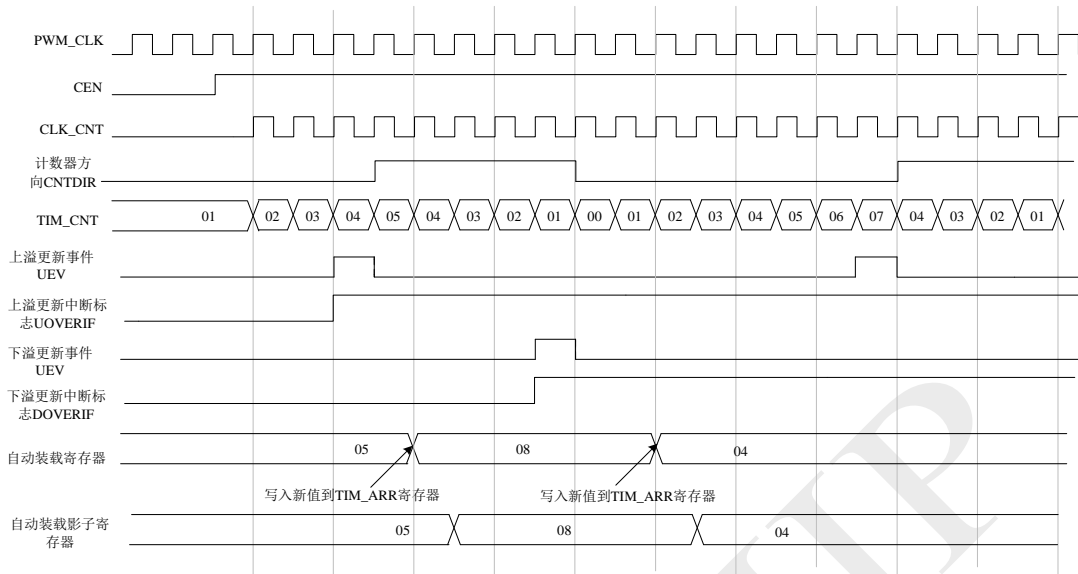 PWM_CLK
CEN
CLK_CNT
计数器方
向CNTDIR
TIM_CNT
01 02 03 04 05 04 03 02 01 00 01 02 03 04 05 06 07 04 03 02 01
上溢更新事件
UEV
上溢更新中断标
志UOVERIF
下溢更新事件
UEV
下溢更新中断标
志DOVERIF
自动装载寄存器
05 08 04
写入新值到TIM_ARR寄存器 写入新值到TIM_ARR寄存器
自动装载影子寄
存器
05 08 04